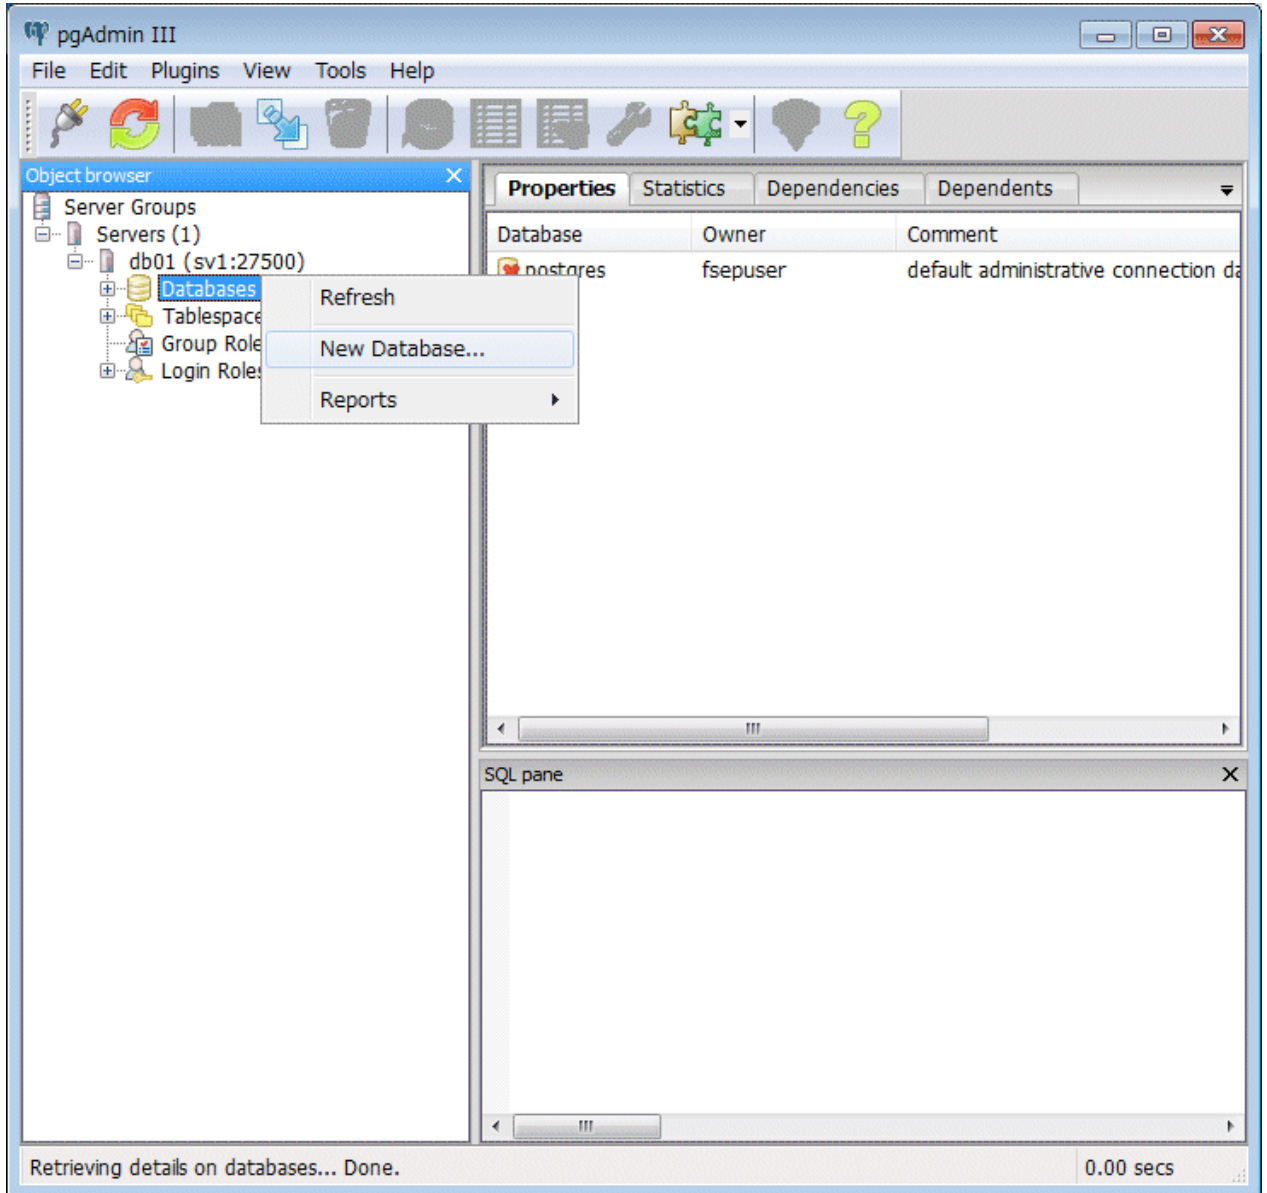 pgAdmin III
File Edit Plugins View Tools Help
Object browser
Server Groups
Servers (1)
db01 (sv1:27500)
Databases
Tablespace
Group Role
Login Roles
Refresh
New Database...
Reports
Properties Statistics Dependencies Dependents
Database Owner Comment
postgres fsepuser default administrative connection da
SQL pane
Retrieving details on databases... Done. 0.00 secs